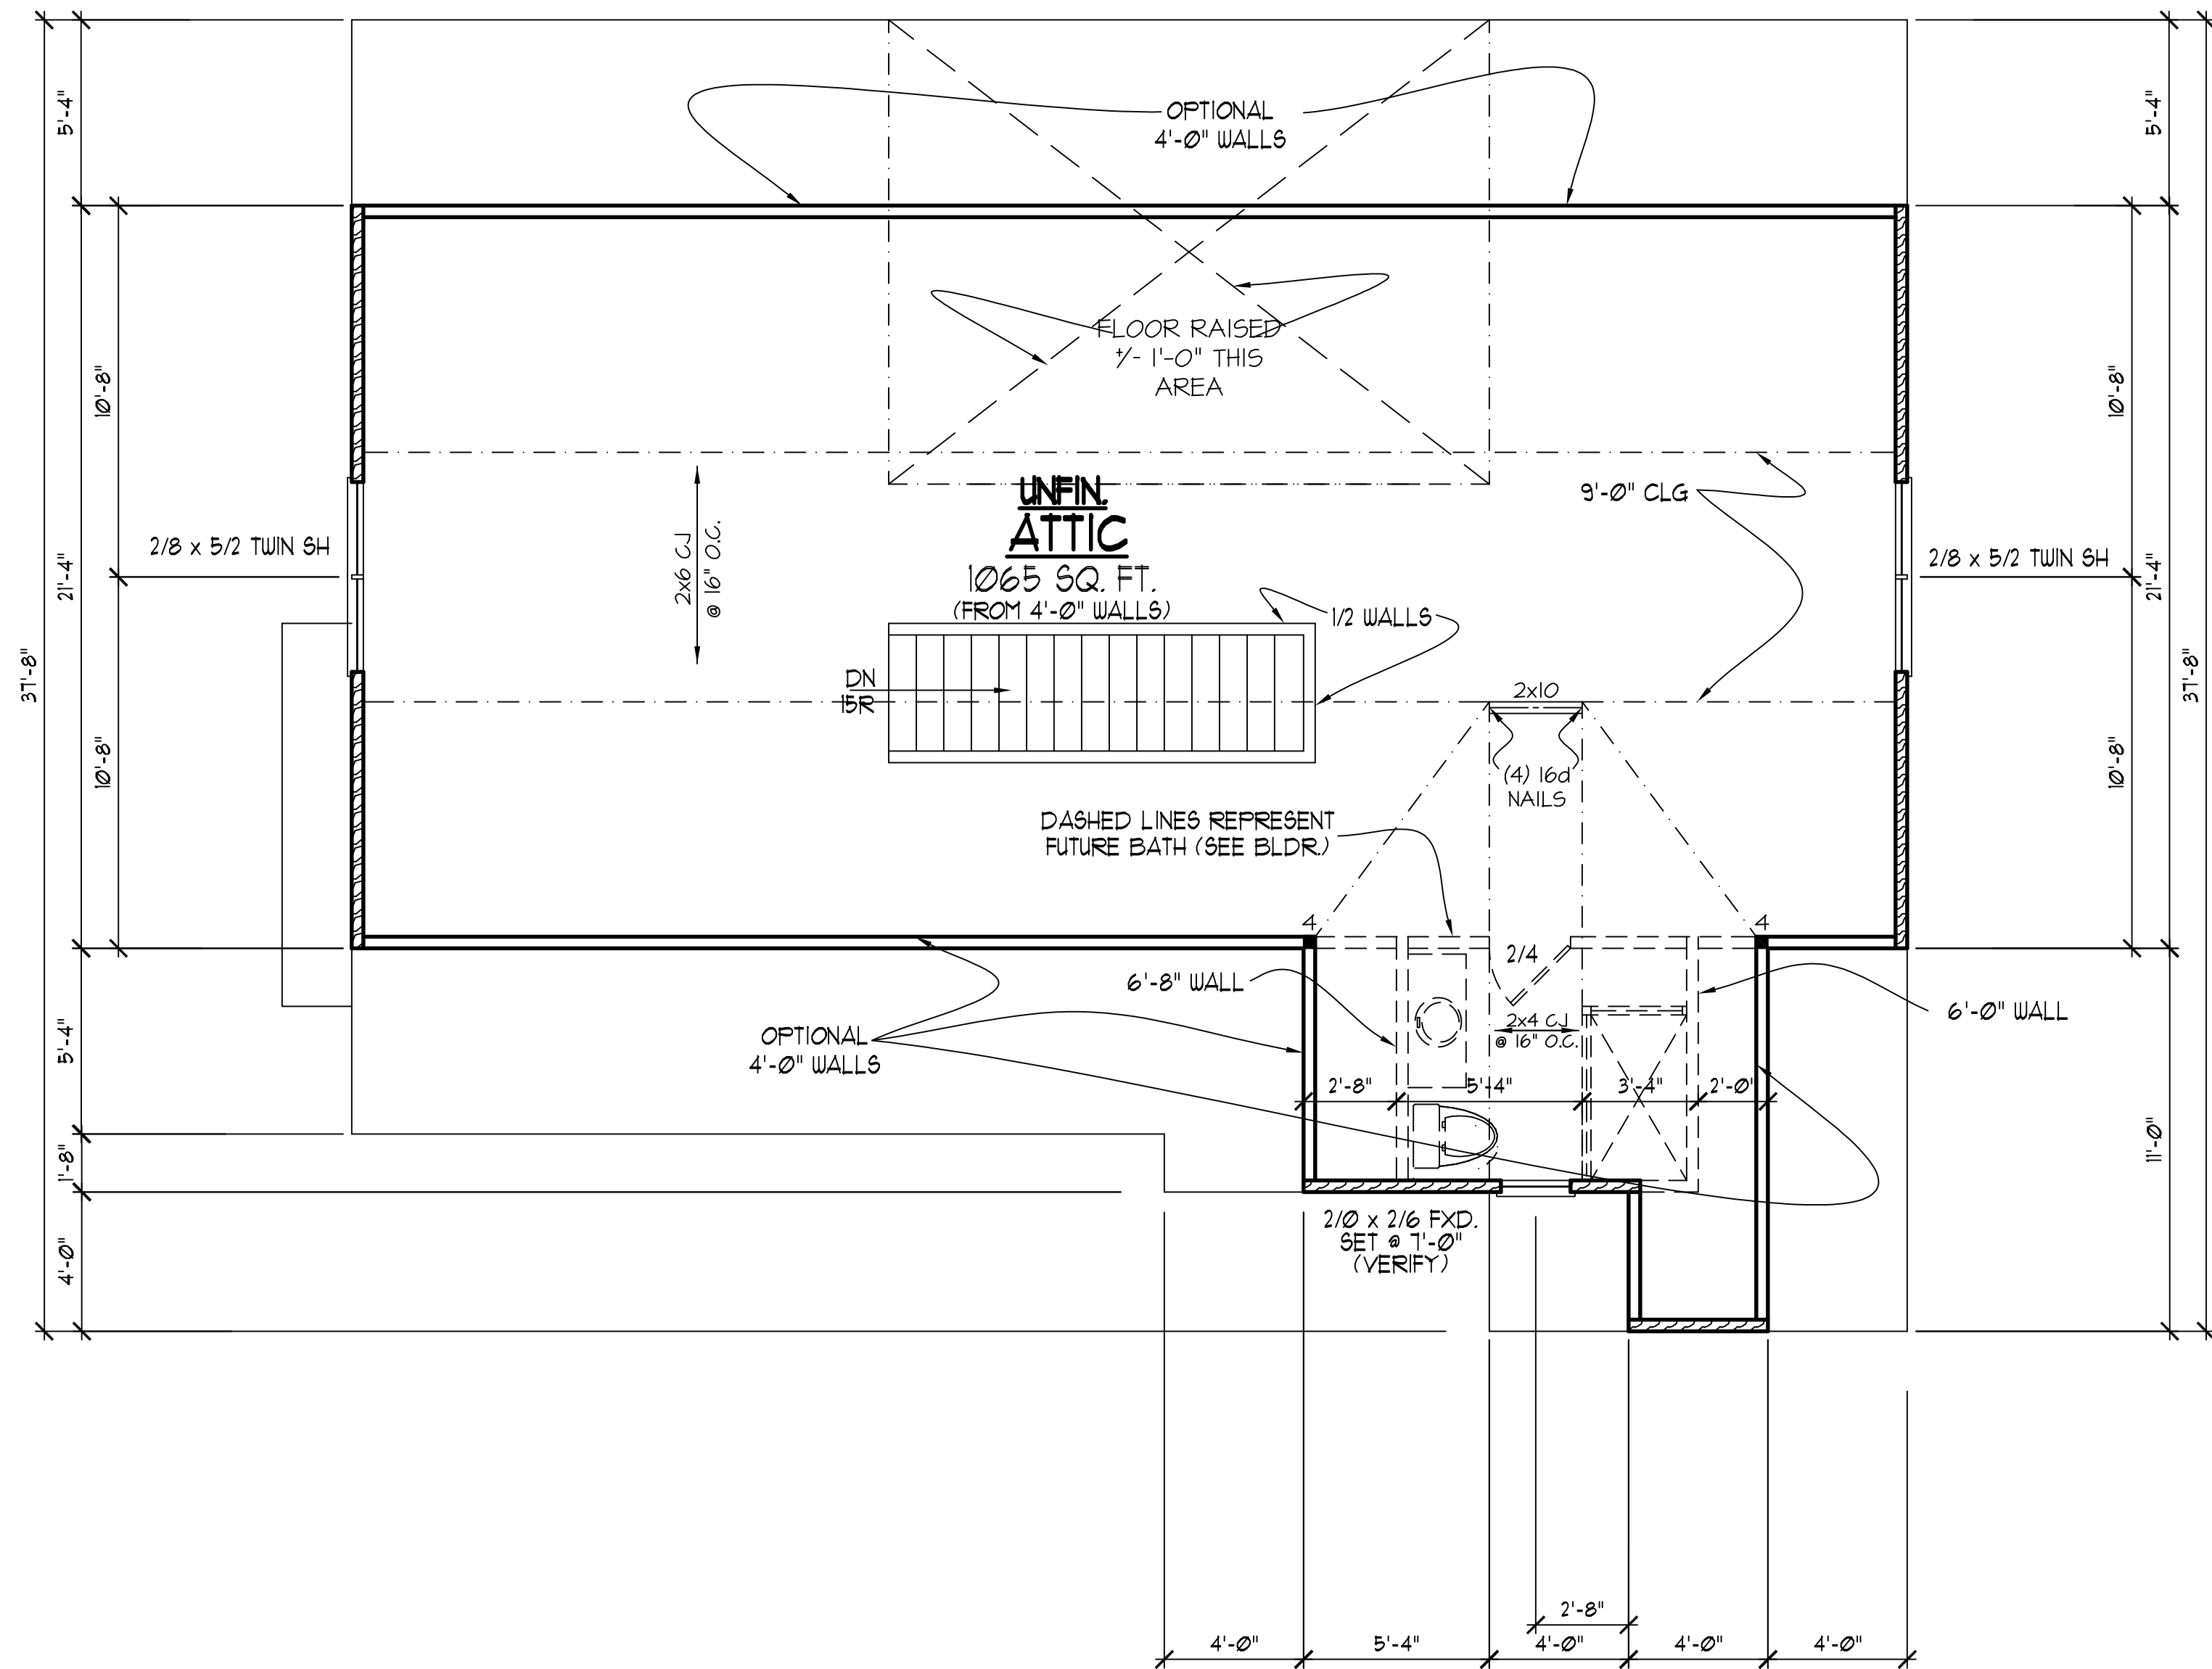 OPTIONAL
4'-0" WALLS
5'-4"
5'-4"
FLOOR RAISED
+/- 1'-0" THIS
AREA
10'-8"
10'-8"
9'-0" CLG
UNFIN.
ATTIC
1065 SQ. FT.
(FROM 4'-0" WALLS)
2x6 CJ
@ 16" O.C.
2/8 x 5/2 TWIN SH
2/8 x 5/2 TWIN SH
21'-4"
21'-4"
1/2 WALLS
37'-8"
37'-8"
DN
15R
2x10
(4) 16d
NAILS
10'-8"
10'-8"
DASHED LINES REPRESENT
FUTURE BATH (SEE BLDR.)
4
4
2/4
6'-8" WALL
6'-0" WALL
2x4 CJ
@ 16" O.C.
OPTIONAL
4'-0" WALLS
5'-4"
2'-8"
5'-4"
3'-4"
2'-0"
11'-0"
1'-8"
2/0 x 2/6 FXD.
SET @ 7'-0"
(VERIFY)
4'-0"
2'-8"
4'-0"
5'-4"
4'-0"
4'-0"
4'-0"